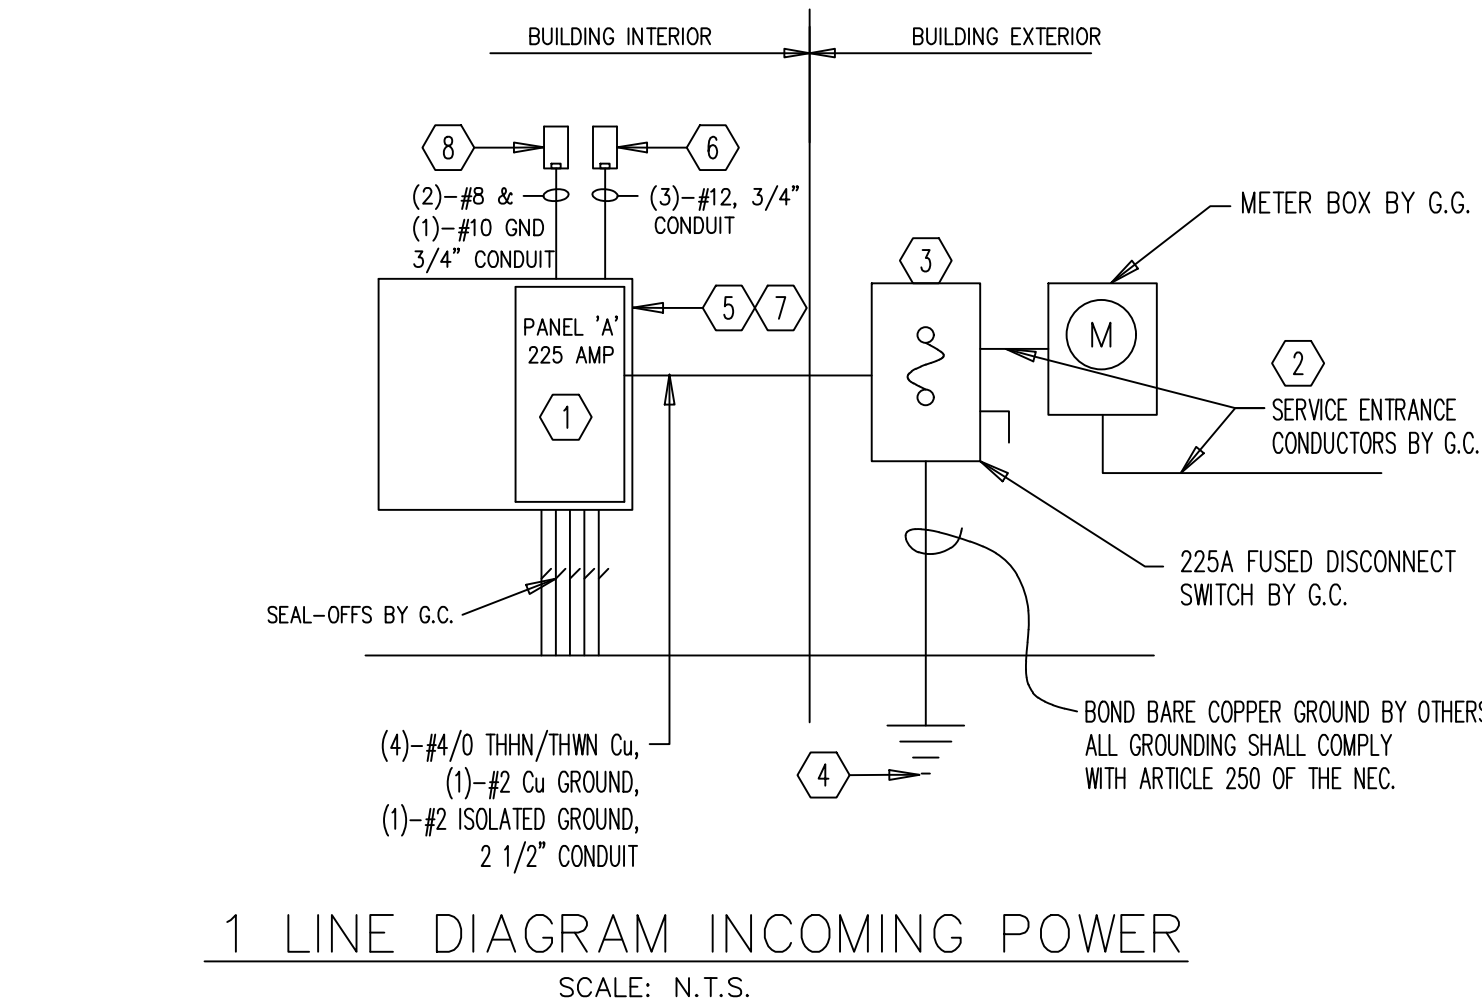 BUILDING INTERIOR
BUILDING EXTERIOR
8
6
(2)-#8 &
(1)-#10 GND
3/4" CONDUIT
(3)-#12, 3/4"
CONDUIT
METER BOX BY G.G.
3
5
7
PANEL 'A'
225 AMP
1
M
2
SERVICE ENTRANCE
CONDUCTORS BY G.C.
225A FUSED DISCONNECT
SWITCH BY G.C.
SEAL-OFFS BY G.C.
(4)-#4/0 THHN/THWN Cu,
(1)-#2 Cu GROUND,
(1)-#2 ISOLATED GROUND,
2 1/2" CONDUIT
4
BOND BARE COPPER GROUND BY OTHERS
ALL GROUNDING SHALL COMPLY
WITH ARTICLE 250 OF THE NEC.
1 LINE DIAGRAM INCOMING POWER
SCALE: N.T.S.